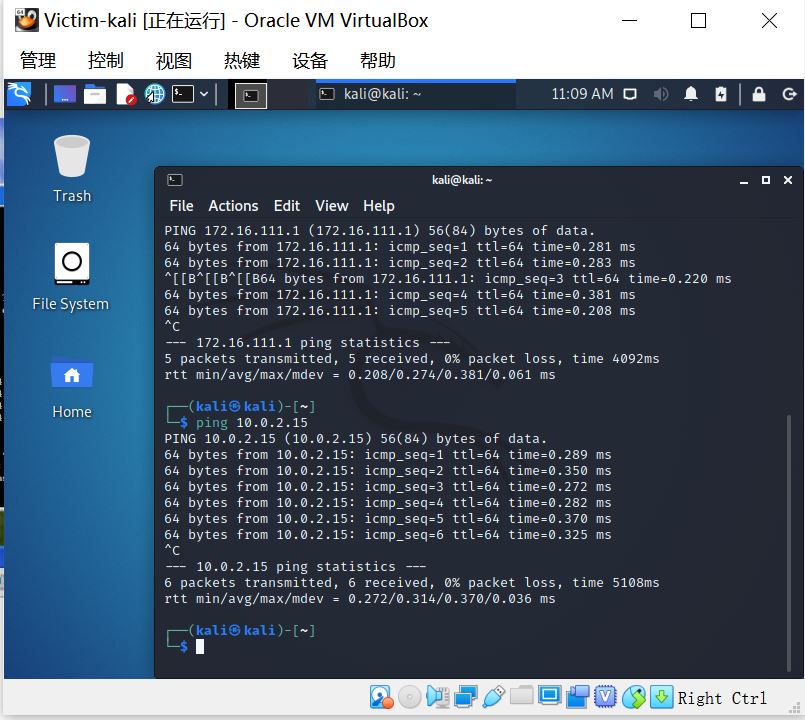 Victim-kali [正在运行] - Oracle VM VirtualBox
管理 控制 视图 热键 设备 帮助
kali@kali: ~ 11:09 AM
Trash
File System
Home
kali@kali: ~
File Actions Edit View Help
PING 172.16.111.1 (172.16.111.1) 56(84) bytes of data.
64 bytes from 172.16.111.1: icmp_seq=1 ttl=64 time=0.281 ms
64 bytes from 172.16.111.1: icmp_seq=2 ttl=64 time=0.283 ms
^[[B^[[B^[[B64 bytes from 172.16.111.1: icmp_seq=3 ttl=64 time=0.220 ms
64 bytes from 172.16.111.1: icmp_seq=4 ttl=64 time=0.381 ms
64 bytes from 172.16.111.1: icmp_seq=5 ttl=64 time=0.208 ms
^C
--- 172.16.111.1 ping statistics ---
5 packets transmitted, 5 received, 0% packet loss, time 4092ms
rtt min/avg/max/mdev = 0.208/0.274/0.381/0.061 ms
┌──(kali㉿kali)-[~]
└─$ ping 10.0.2.15
PING 10.0.2.15 (10.0.2.15) 56(84) bytes of data.
64 bytes from 10.0.2.15: icmp_seq=1 ttl=64 time=0.289 ms
64 bytes from 10.0.2.15: icmp_seq=2 ttl=64 time=0.350 ms
64 bytes from 10.0.2.15: icmp_seq=3 ttl=64 time=0.272 ms
64 bytes from 10.0.2.15: icmp_seq=4 ttl=64 time=0.282 ms
64 bytes from 10.0.2.15: icmp_seq=5 ttl=64 time=0.370 ms
64 bytes from 10.0.2.15: icmp_seq=6 ttl=64 time=0.325 ms
^C
--- 10.0.2.15 ping statistics ---
6 packets transmitted, 6 received, 0% packet loss, time 5108ms
rtt min/avg/max/mdev = 0.272/0.314/0.370/0.036 ms
┌──(kali㉿kali)-[~]
└─$
Right Ctrl